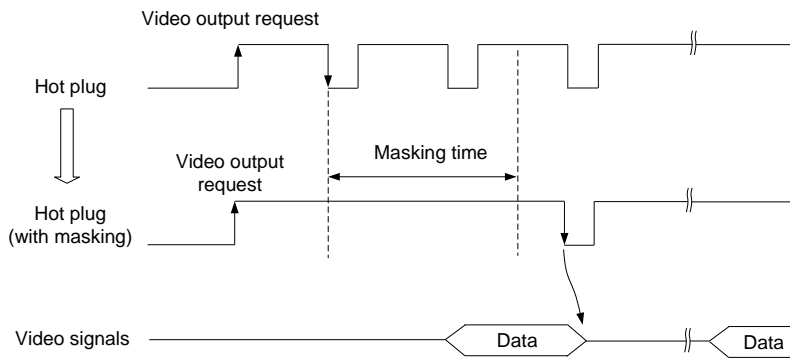 Video output request
Hot plug
Masking time
Video output
request
Hot plug
(with masking)
Video signals
Data
Data